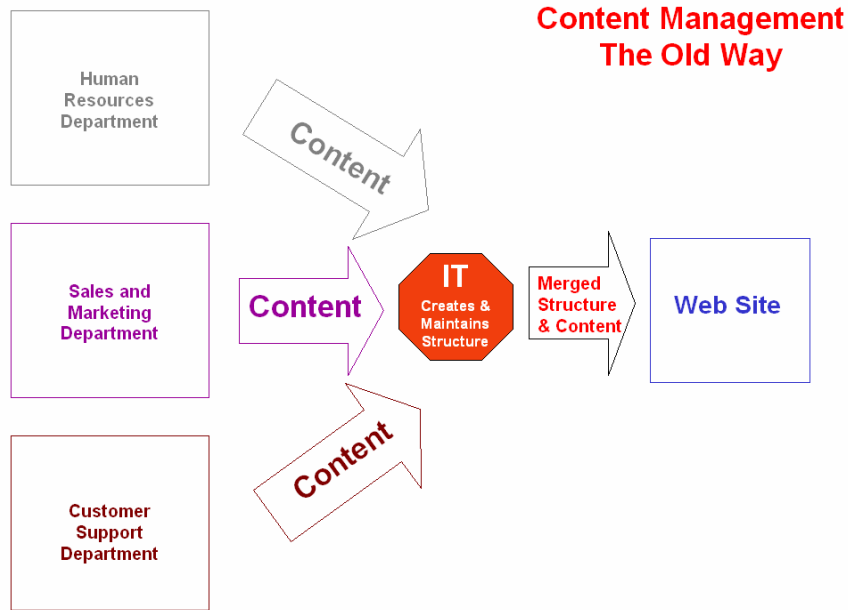 Content Management
The Old Way
Human
Resources
Department
Content
Sales and
Marketing
Department
Content
IT
Creates &
Maintains
Structure
Merged
Structure
& Content
Web Site
Customer
Support
Department
Content